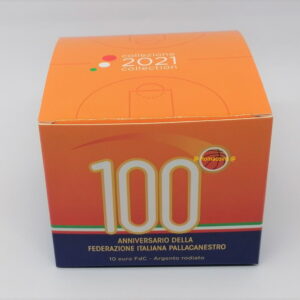 collezione
2021
collection
100
ANNIVERSARIO DELLA
FEDERAZIONE ITALIANA PALLACANESTRO
10 euro FdC - Argento rodiato